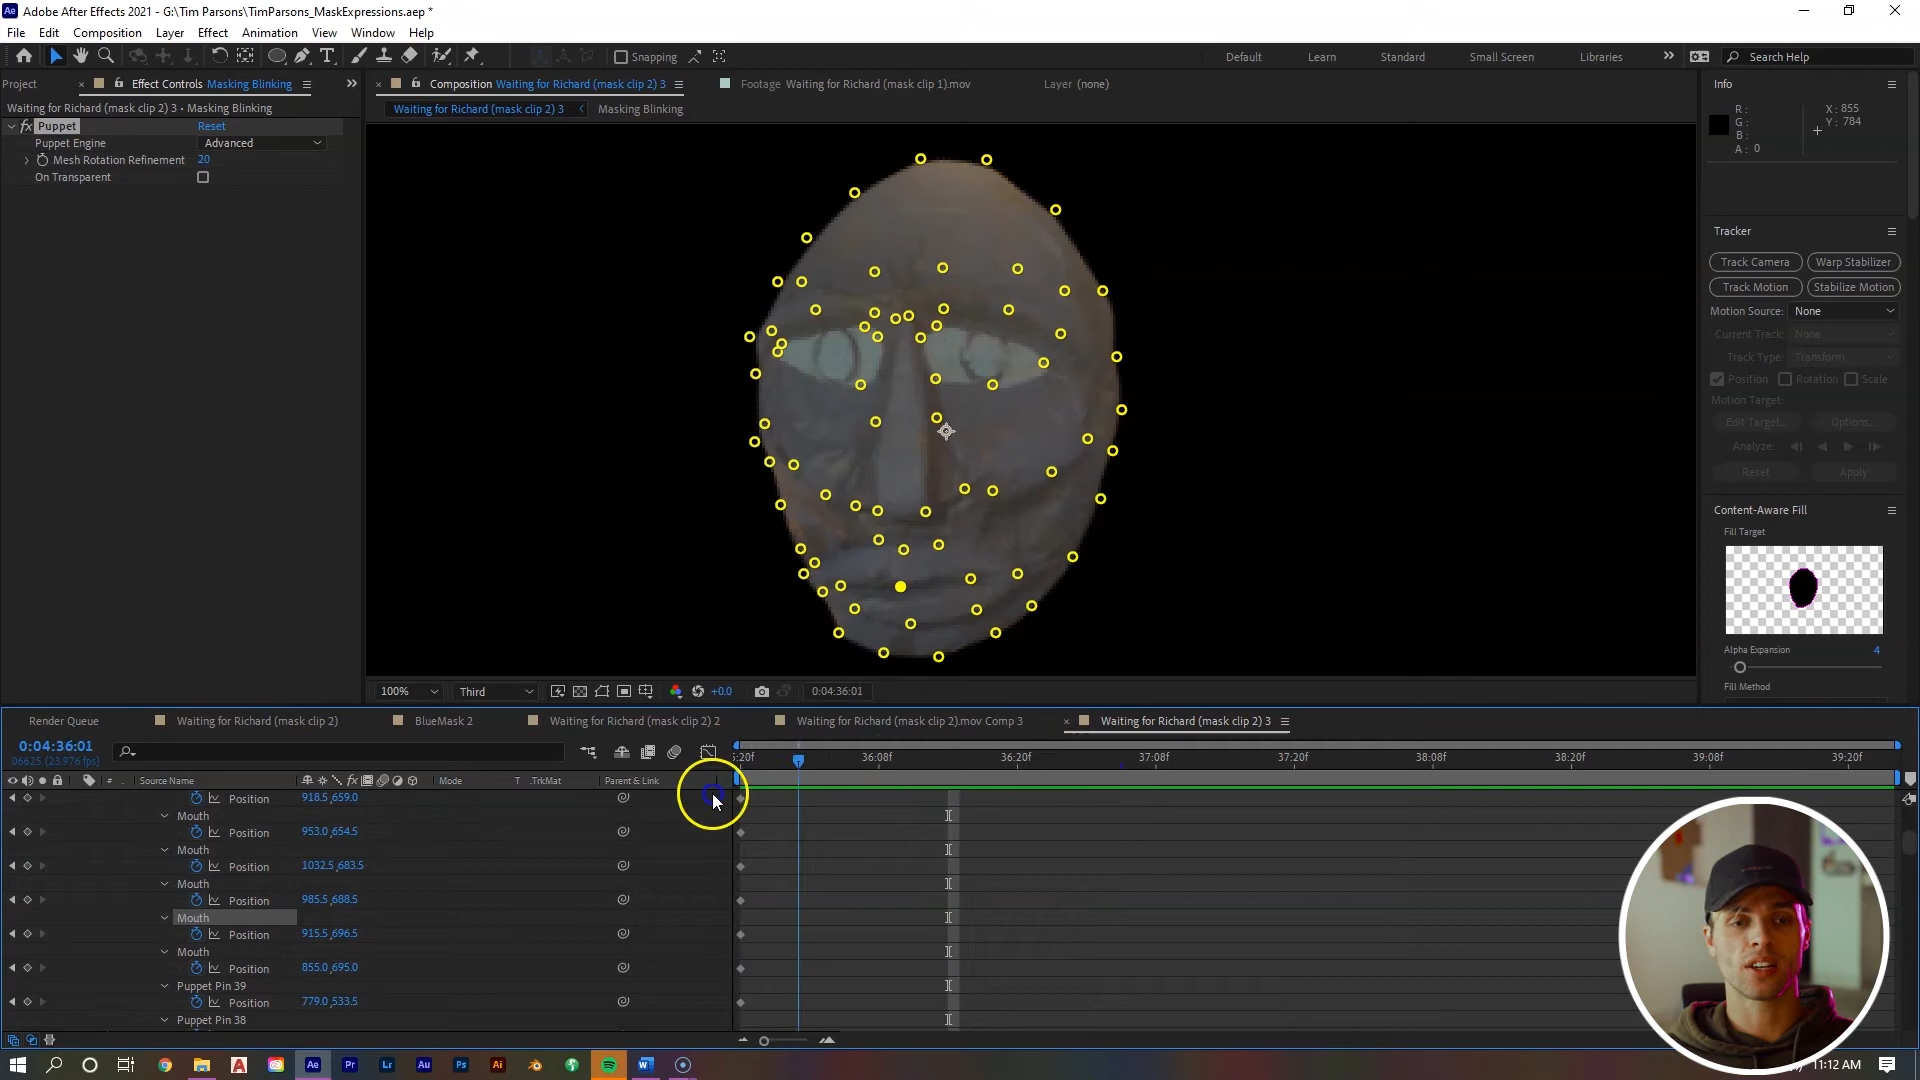 Adobe After Effects 2021 - G:\Tim Parsons\TimParsons_MaskExpressions.aep *
File Edit Composition Layer Effect Animation View Window Help
Snapping
Default Learn Standard Small Screen Libraries Search Help
Project Effect Controls Masking Blinking
Composition Waiting for Richard (mask clip 2) 3
Footage Waiting for Richard (mask clip 1).mov
Layer (none)
Info
Waiting for Richard (mask clip 2) 3 • Masking Blinking
Waiting for Richard (mask clip 2) 3 Masking Blinking
fx Puppet Reset
Puppet Engine Advanced
Mesh Rotation Refinement 20
On Transparent
R:
G:
B:
A: 0
X: 855
Y: 784
Tracker
Track Camera Warp Stabilizer
Track Motion Stabilize Motion
Motion Source: None
Current Track: None
Track Type: Transform
Position Rotation Scale
Motion Target:
Edit Target... Options...
Analyze:
Reset Apply
Content-Aware Fill
Fill Target
Alpha Expansion 4
Fill Method
100% Third +0.0 0:04:36:01
Render Queue Waiting for Richard (mask clip 2) BlueMask 2 Waiting for Richard (mask clip 2) 2 Waiting for Richard (mask clip 2).mov Comp 3 Waiting for Richard (mask clip 2) 3
0:04:36:01
06625 (23.976 fps)
:20f 36:08f 36:20f 37:08f 37:20f 38:08f 38:20f 39:08f 39:20f
# Source Name fx Mode T .TrkMat Parent & Link
Position 918.5,659.0
Mouth
Position 953.0,654.5
Mouth
Position 1032.5,683.5
Mouth
Position 985.5,688.5
Mouth
Position 915.5,696.5
Mouth
Position 855.0,695.0
Puppet Pin 39
Position 779.0,533.5
Puppet Pin 38
Ae Pr Lr Au Ps Ai
11:12 AM